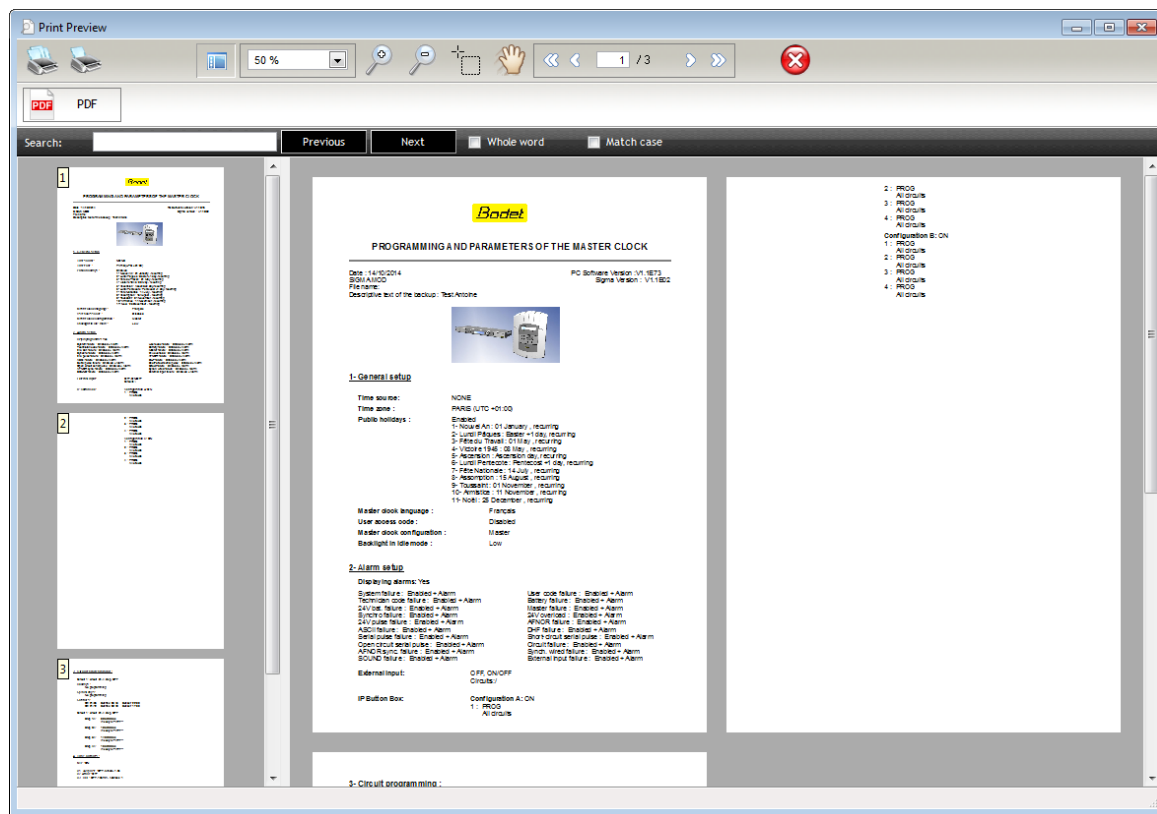 Print Preview
50 %
1 /3
PDF PDF
Search: Previous Next Whole word Match case
1
2
3
Bodet
PROGRAMMING AND PARAMETERS OF THE MASTER CLOCK
Date : 14/10/2014 PC Software Version :V1.1E73
SIGMA MOD Sigma Version : V1.1E02
File name:
Descriptive text of the backup : Test Antoine
1- General setup
Time source: NONE
Time zone : PARIS (UTC +01:00)
Public holidays : Enabled
1- Nouvel An : 01 January , recurring
2- Lundi Pâques : Easter +1 day, recurring
3- Fête du Travail : 01 May , recurring
4- Victoire 1945 : 08 May , recurring
5- Ascension : Ascension day, recurring
6- Lundi Pentecote : Pentecost +1 day, recurring
7- Fête Nationale : 14 July , recurring
8- Assomption : 15 August , recurring
9- Toussaint : 01 November , recurring
10- Armistice : 11 November , recurring
11- Noël : 25 December , recurring
Master clock language : Français
User access code : Disabled
Master clock configuration : Master
Backlight in idle mode : Low
2- Alarm setup
Displaying alarms: Yes
System failure : Enabled + Alarm User code failure : Enabled + Alarm
Technician code failure : Enabled + Alarm Battery failure : Enabled + Alarm
24V bat. failure : Enabled + Alarm Master failure : Enabled + Alarm
Synchro failure : Enabled + Alarm 24V overload : Enabled + Alarm
24V pulse failure : Enabled + Alarm AFNOR failure : Enabled + Alarm
ASCII failure : Enabled + Alarm DHF failure : Enabled + Alarm
Serial pulse failure : Enabled + Alarm Short-circuit serial pulse : Enabled + Alarm
Open circuit serial pulse : Enabled + Alarm Circuit failure : Enabled + Alarm
AFNOR sync. failure : Enabled + Alarm Synch. wired failure : Enabled + Alarm
SOUND failure : Enabled + Alarm External input failure : Enabled + Alarm
External input: OFF, ON/OFF
Circuits :/
IP Button Box: Configuration A: ON
1 : PROG
All circuits
2 : PROG
All circuits
3 : PROG
All circuits
4 : PROG
All circuits
Configuration B: ON
1 : PROG
All circuits
2 : PROG
All circuits
3 : PROG
All circuits
4 : PROG
All circuits
3- Circuit programming :